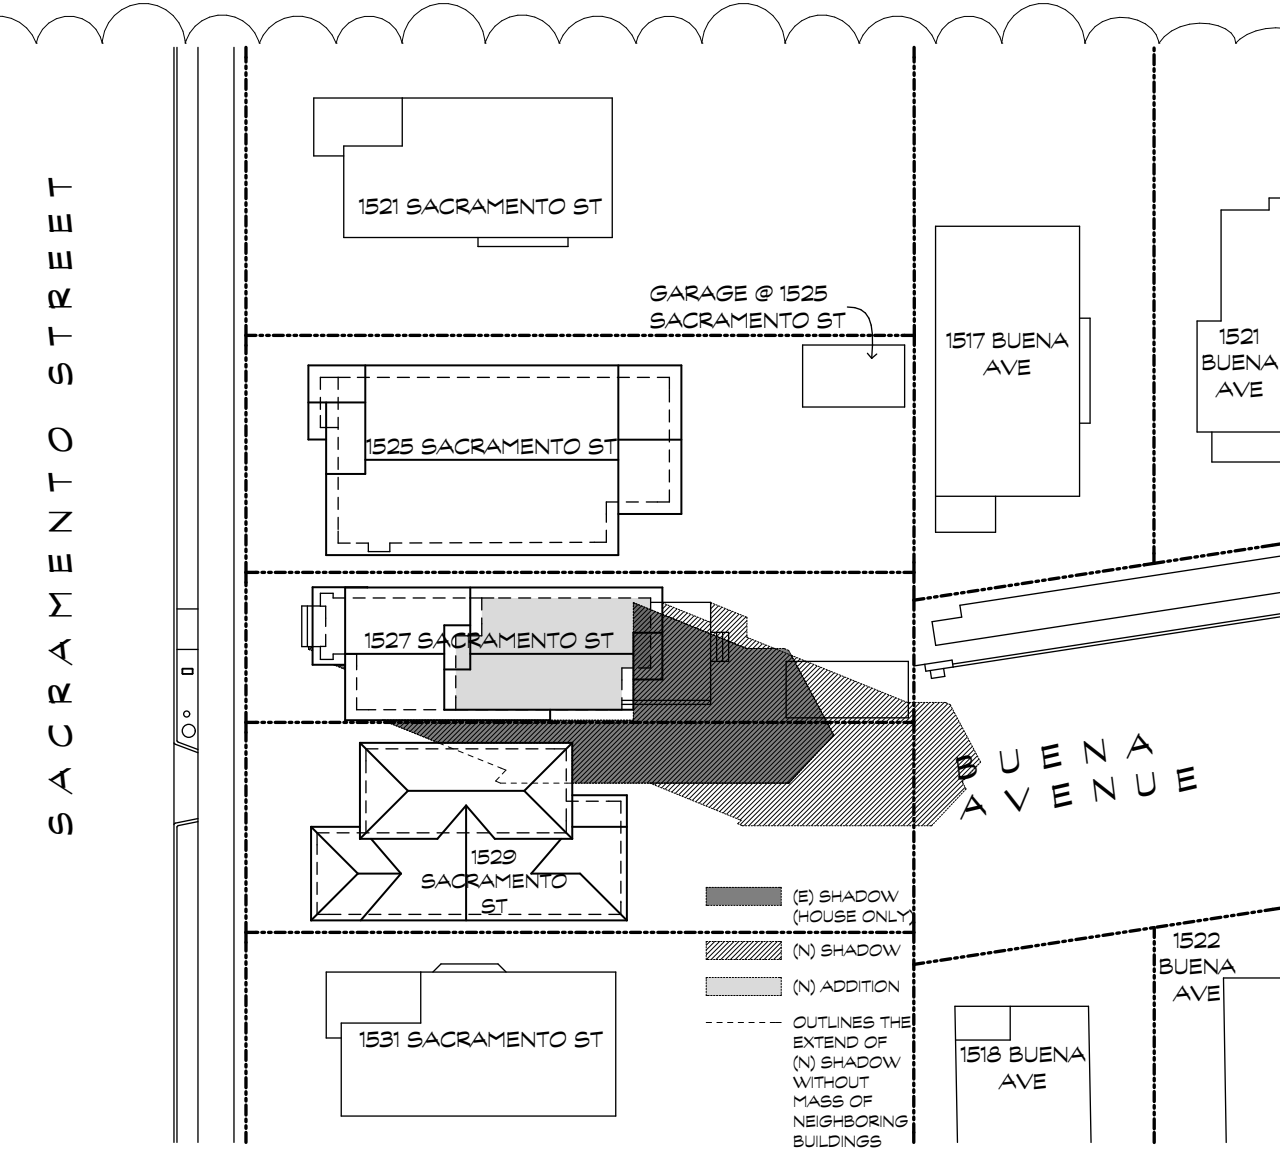 SACRAMENTO STREET
1521 SACRAMENTO ST
GARAGE @ 1525
SACRAMENTO ST
1517 BUENA
AVE
1521
BUENA
AVE
1525 SACRAMENTO ST
1527 SACRAMENTO ST
BUENA
AVENUE
1529
SACRAMENTO
ST
(E) SHADOW
(HOUSE ONLY)
(N) SHADOW
(N) ADDITION
OUTLINES THE
EXTEND OF
(N) SHADOW
WITHOUT
MASS OF
NEIGHBORING
BUILDINGS
1522
BUENA
AVE
1531 SACRAMENTO ST
1518 BUENA
AVE